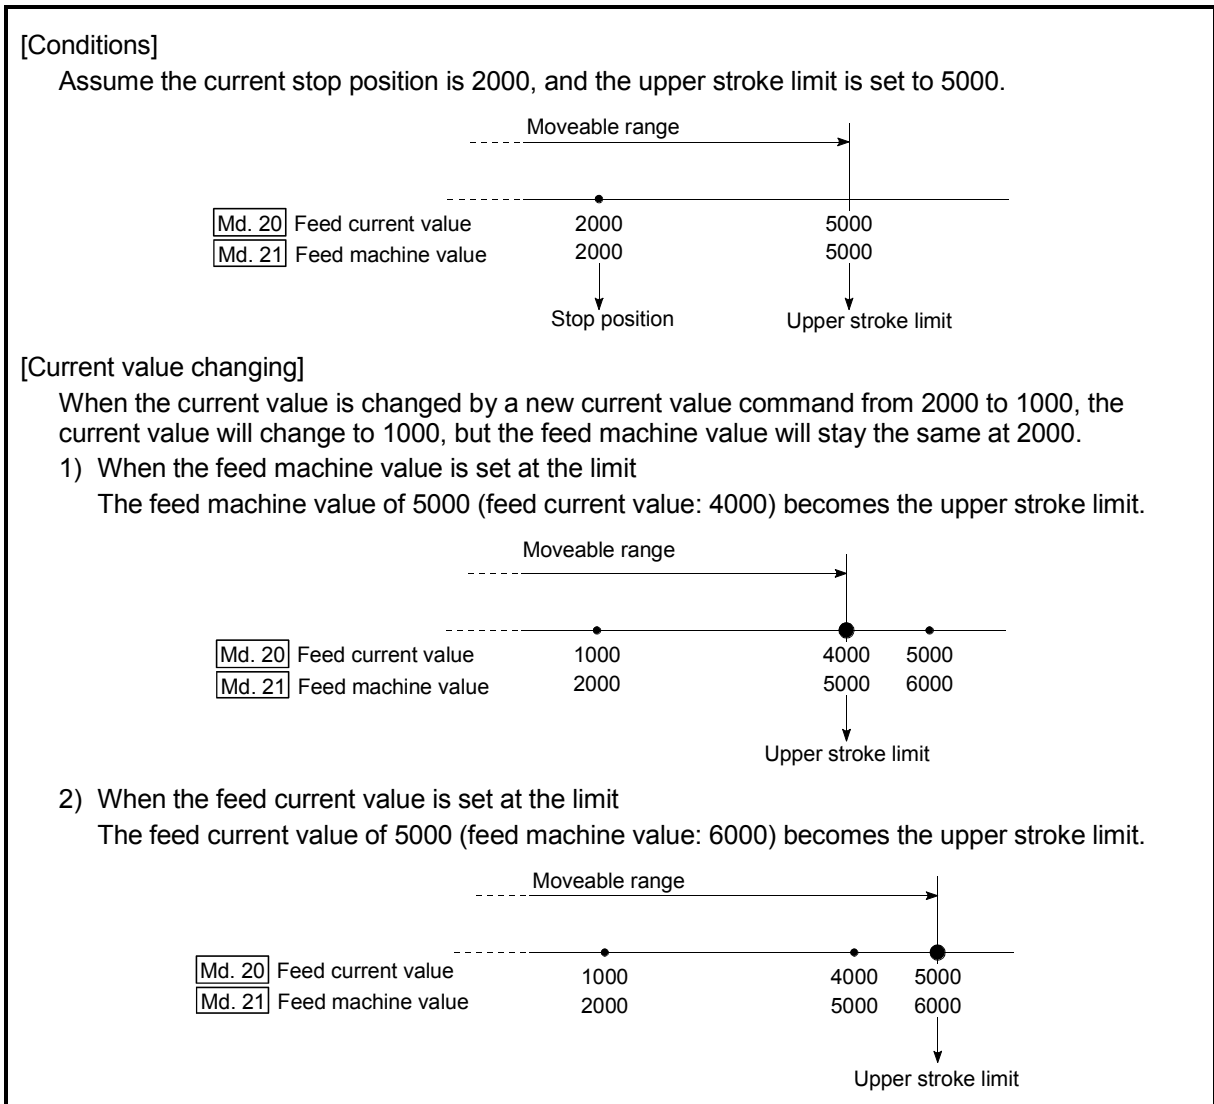 [Conditions]
Assume the current stop position is 2000, and the upper stroke limit is set to 5000.
Moveable range
Md. 20 Feed current value 2000 5000
Md. 21 Feed machine value 2000 5000
Stop position Upper stroke limit
[Current value changing]
When the current value is changed by a new current value command from 2000 to 1000, the
current value will change to 1000, but the feed machine value will stay the same at 2000.
1) When the feed machine value is set at the limit
The feed machine value of 5000 (feed current value: 4000) becomes the upper stroke limit.
Moveable range
Md. 20 Feed current value 1000 4000 5000
Md. 21 Feed machine value 2000 5000 6000
Upper stroke limit
2) When the feed current value is set at the limit
The feed current value of 5000 (feed machine value: 6000) becomes the upper stroke limit.
Moveable range
Md. 20 Feed current value 1000 4000 5000
Md. 21 Feed machine value 2000 5000 6000
Upper stroke limit